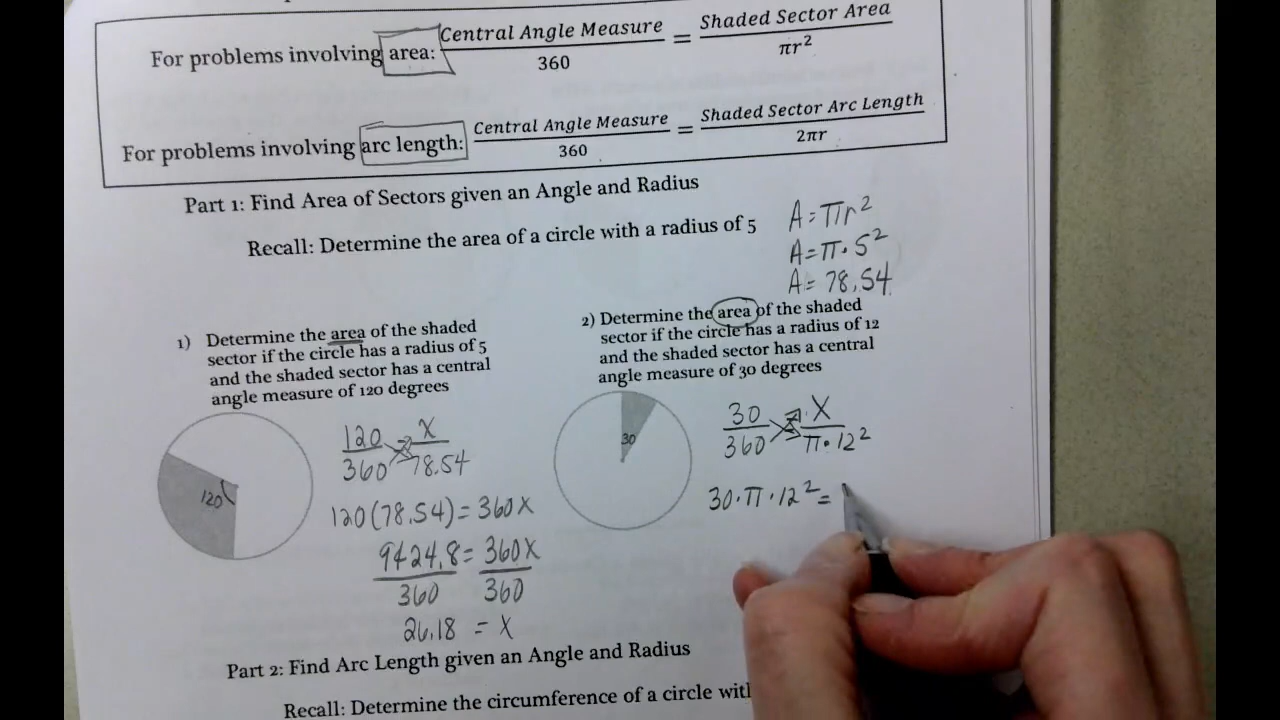 For problems involving area: Central Angle Measure / 360 = Shaded Sector Area / πr²
For problems involving arc length: Central Angle Measure / 360 = Shaded Sector Arc Length / 2πr
Part 1: Find Area of Sectors given an Angle and Radius
Recall: Determine the area of a circle with a radius of 5
A = πr²
A = π · 5²
A = 78.54
1) Determine the area of the shaded
sector if the circle has a radius of 5
and the shaded sector has a central
angle measure of 120 degrees
120
120 / 360 = x / 78.54
120(78.54) = 360x
9424.8 / 360 = 360x / 360
26.18 = x
2) Determine the area of the shaded
sector if the circle has a radius of 12
and the shaded sector has a central
angle measure of 30 degrees
30
30 / 360 = x / π · 12²
30 · π · 12² =
Part 2: Find Arc Length given an Angle and Radius
Recall: Determine the circumference of a circle